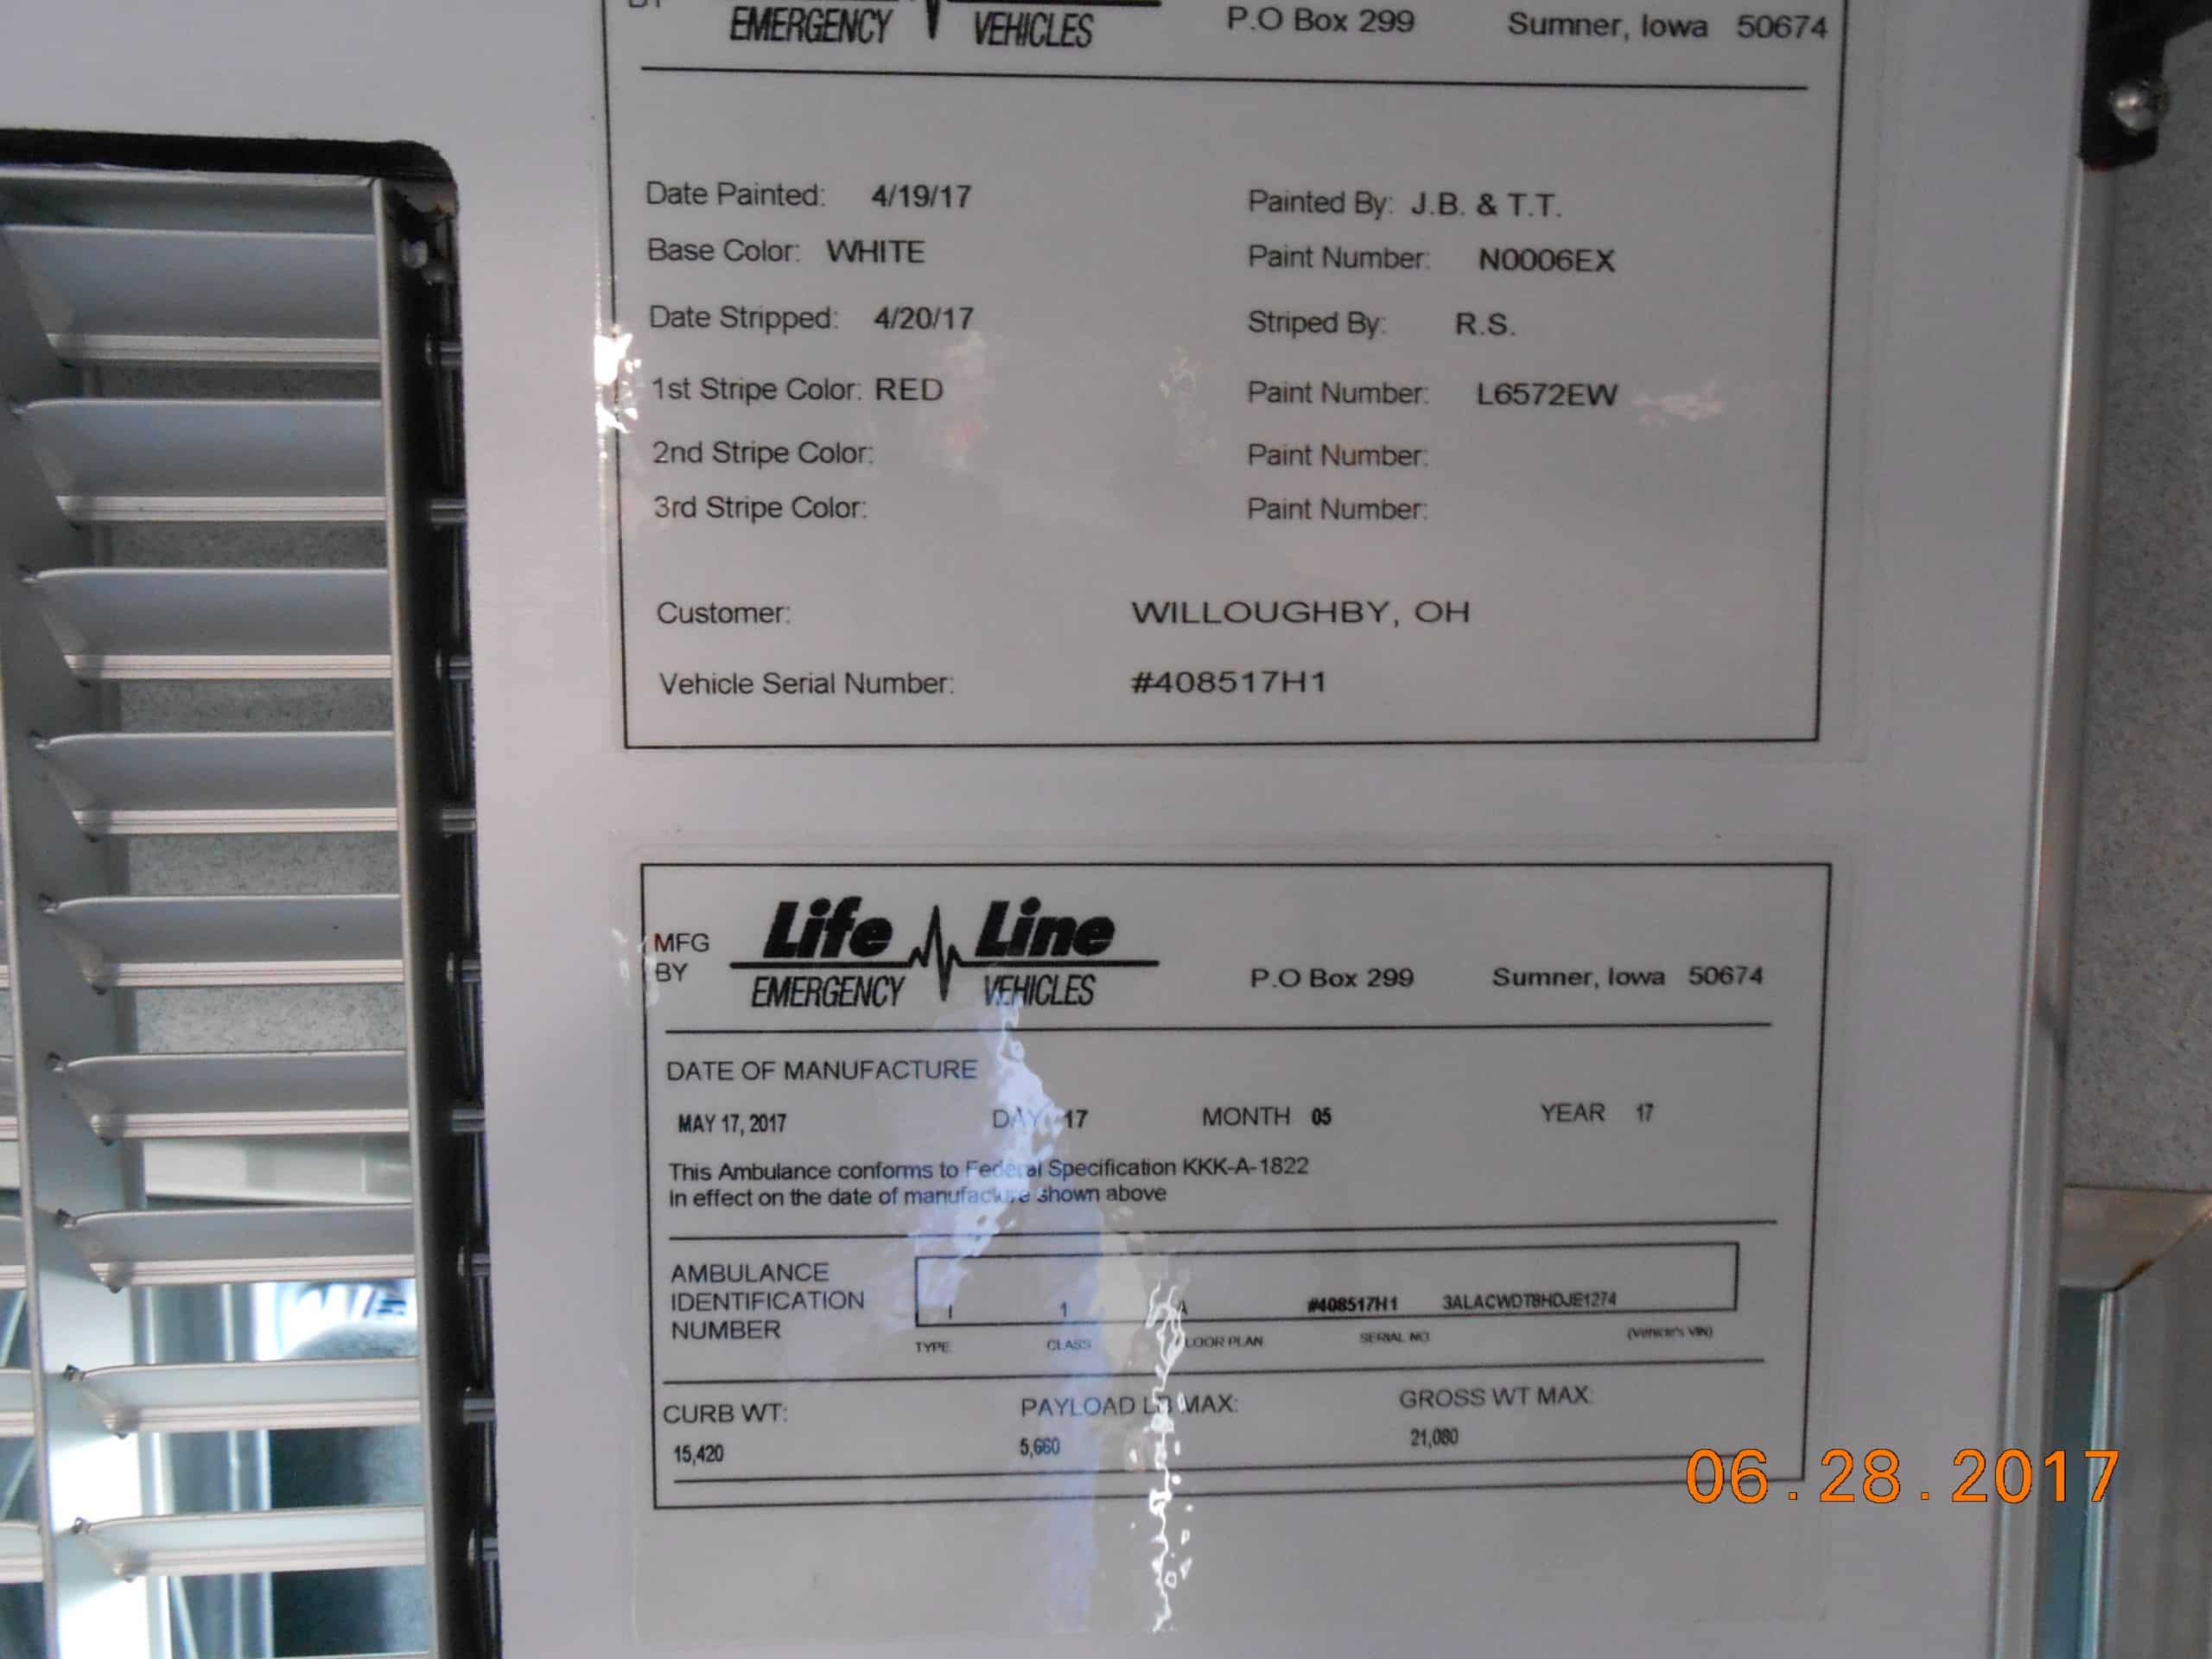 EMERGENCY VEHICLES P.O Box 299 Sumner, Iowa 50674
Date Painted: 4/19/17 Painted By: J.B. & T.T.
Base Color: WHITE Paint Number: N0006EX
Date Stripped: 4/20/17 Striped By: R.S.
1st Stripe Color: RED Paint Number: L6572EW
2nd Stripe Color: Paint Number:
3rd Stripe Color: Paint Number:
Customer: WILLOUGHBY, OH
Vehicle Serial Number: #408517H1
MFG BY Life Line
EMERGENCY VEHICLES P.O Box 299 Sumner, Iowa 50674
DATE OF MANUFACTURE
MAY 17, 2017 DAY 17 MONTH 05 YEAR 17
This Ambulance conforms to Federal Specification KKK-A-1822
In effect on the date of manufacture shown above
AMBULANCE
IDENTIFICATION
NUMBER
I 1 A #408517H1 3ALACWDT8HDJE1274
TYPE CLASS LOOR PLAN SERIAL NO (Vehicle's VIN)
CURB WT: PAYLOAD LB MAX: GROSS WT MAX:
15,420 5,660 21,080
06.28.2017